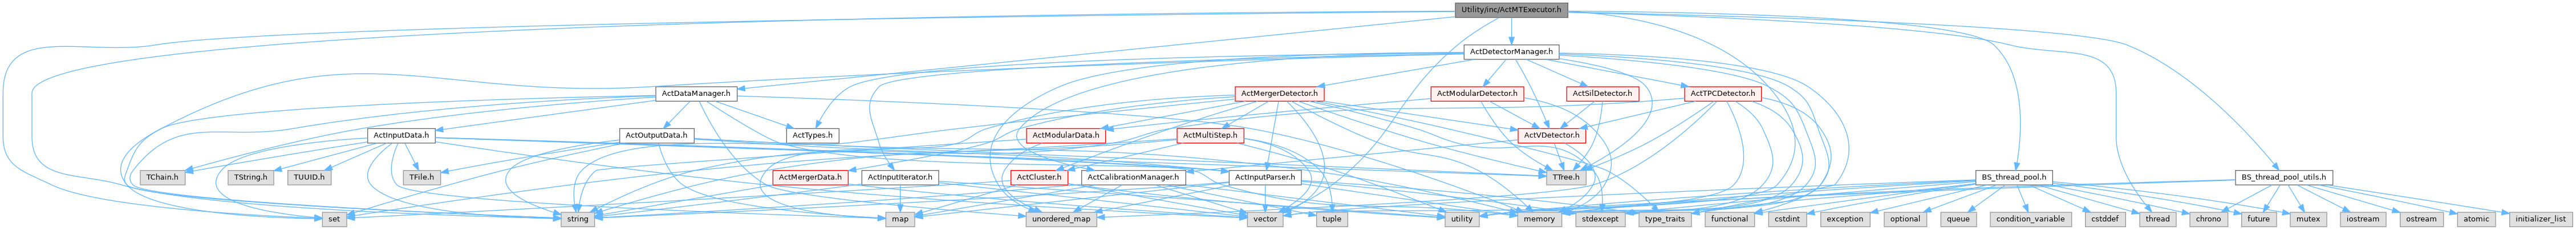 Utility/inc/ActMTExecutor.h
ActDetectorManager.h
ActDataManager.h
ActMergerDetector.h
ActModularDetector.h
ActSilDetector.h
ActTPCDetector.h
ActInputData.h
ActOutputData.h
ActTypes.h
ActModularData.h
ActMultiStep.h
ActVDetector.h
TChain.h
TString.h
TUUID.h
TFile.h
ActMergerData.h
ActInputIterator.h
ActCluster.h
ActCalibrationManager.h
ActInputParser.h
TTree.h
BS_thread_pool.h
BS_thread_pool_utils.h
set
string
map
unordered_map
vector
tuple
utility
memory
stdexcept
type_traits
functional
cstdint
exception
optional
queue
condition_variable
cstddef
thread
chrono
future
mutex
iostream
ostream
atomic
initializer_list